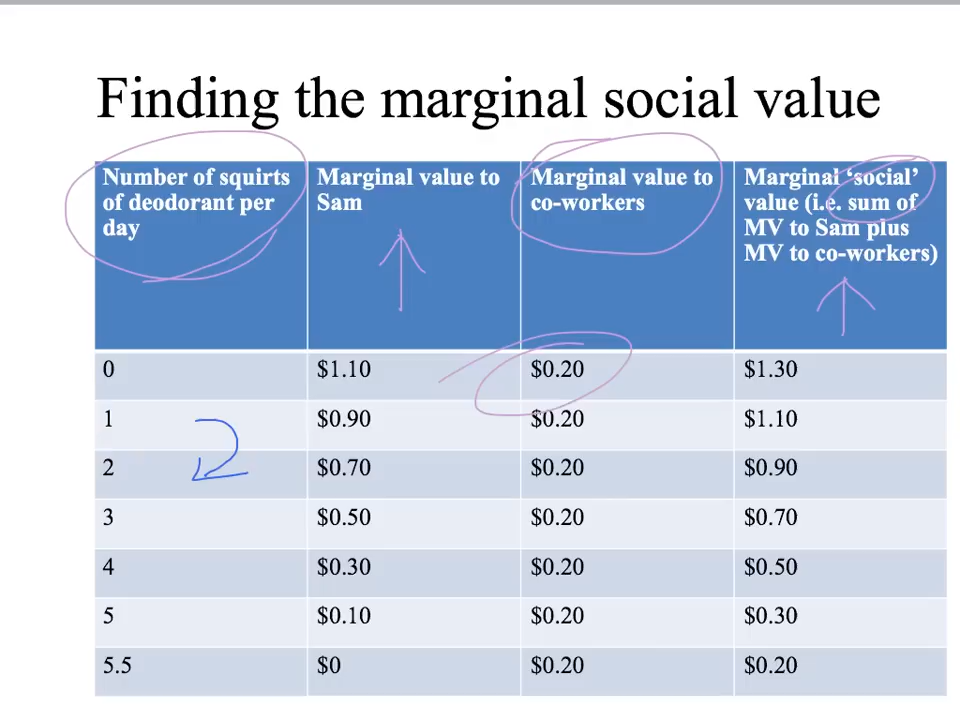 Finding the marginal social value
Number of squirts of deodorant per day
Marginal value to Sam
Marginal value to co-workers
Marginal ‘social’ value (i.e. sum of MV to Sam plus MV to co-workers)
0 $1.10 $0.20 $1.30
1 $0.90 $0.20 $1.10
2 $0.70 $0.20 $0.90
3 $0.50 $0.20 $0.70
4 $0.30 $0.20 $0.50
5 $0.10 $0.20 $0.30
5.5 $0 $0.20 $0.20